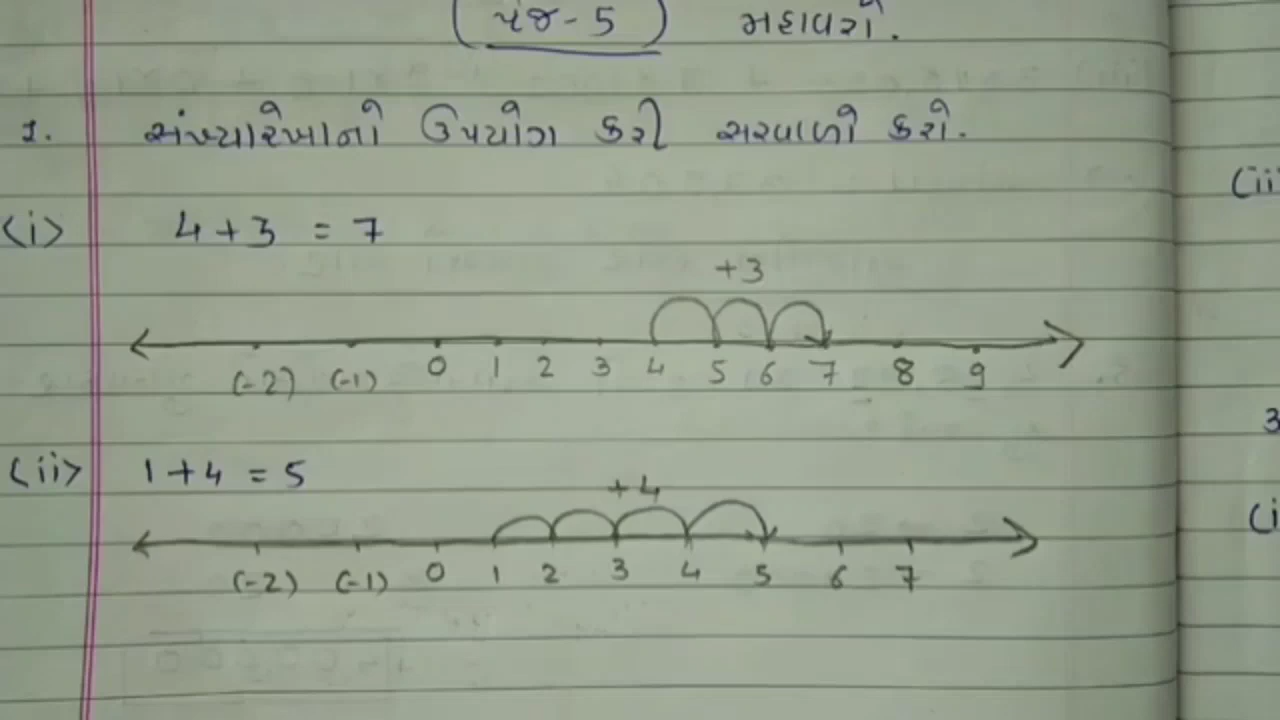 પેજ-5 મહાવરો.
1. સંખ્યારેખાનો ઉપયોગ કરી સરવાળો કરો.
(i) 4+3 = 7
+3
(-2) (-1) 0 1 2 3 4 5 6 7 8 9
(ii) 1+4 = 5
+4
(-2) (-1) 0 1 2 3 4 5 6 7
(ii
3
(i